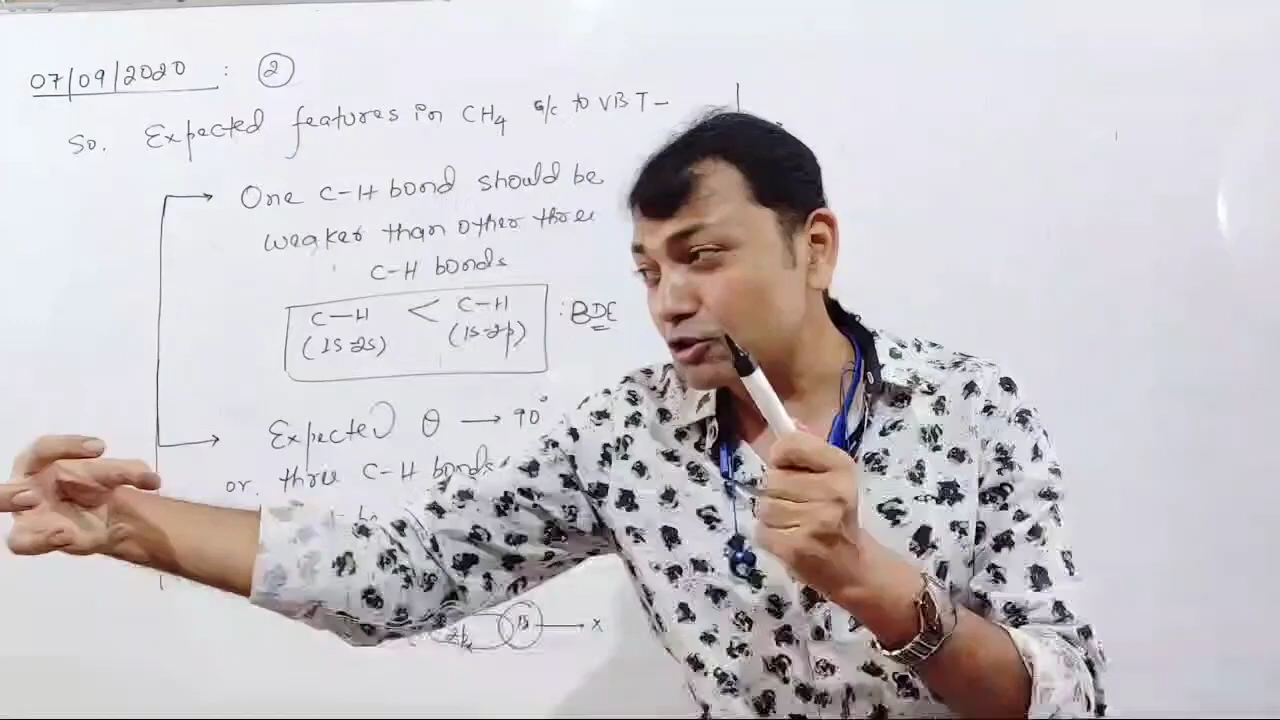 07/09/2020 : 2
So. Expected features in CH4 a/c to VBT -
One C-H bond should be
weaker than other three
C-H bonds
C-H < C-H : BDE
(1s-2s) (1s-2p)
Expected θ → 90°
or. three C-H bonds
1s → x